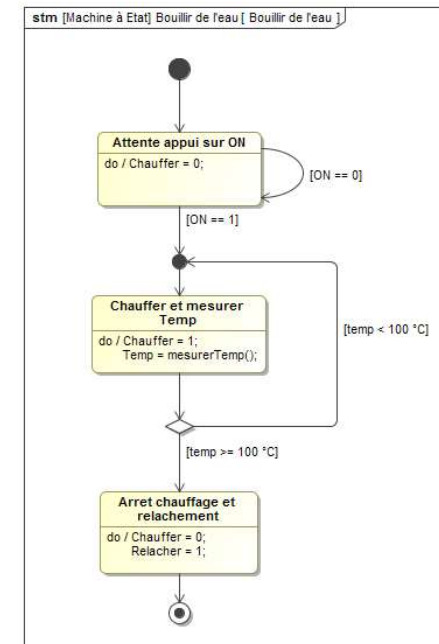 stm [Machine à Etat] Bouillir de l'eau [ Bouillir de l'eau ]
Attente appui sur ON
do / Chauffer = 0;
[ON == 0]
[ON == 1]
Chauffer et mesurer
Temp
do / Chauffer = 1;
Temp = mesurerTemp();
[temp < 100 °C]
[temp >= 100 °C]
Arret chauffage et
relachement
do / Chauffer = 0;
Relacher = 1;